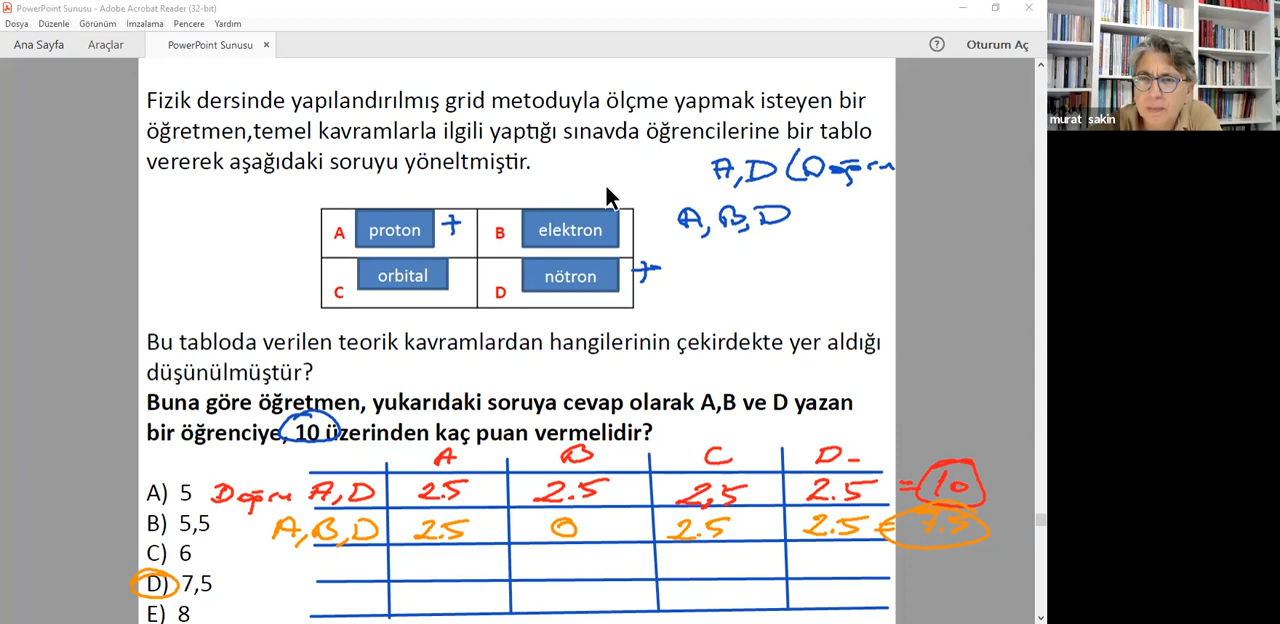 PowerPoint Sunusu - Adobe Acrobat Reader (32-bit)
Dosya Düzenle Görünüm İmzalama Pencere Yardım
Ana Sayfa Araçlar PowerPoint Sunusu × ? Oturum Aç
murat sakin
Fizik dersinde yapılandırılmış grid metoduyla ölçme yapmak isteyen bir
öğretmen,temel kavramlarla ilgili yaptığı sınavda öğrencilerine bir tablo
vererek aşağıdaki soruyu yöneltmiştir.
A,D (Doğru
A,B,D
A proton + B elektron
C orbital D nötron +
Bu tabloda verilen teorik kavramlardan hangilerinin çekirdekte yer aldığı
düşünülmüştür?
Buna göre öğretmen, yukarıdaki soruya cevap olarak A,B ve D yazan
bir öğrenciye, 10 üzerinden kaç puan vermelidir?
A B C D -
A) 5 Doğru A,D 2.5 2.5 2,5 2.5 = 10
B) 5,5 A,B,D 2.5 0 2.5 2.5 = 7.5
C) 6
D) 7,5
E) 8